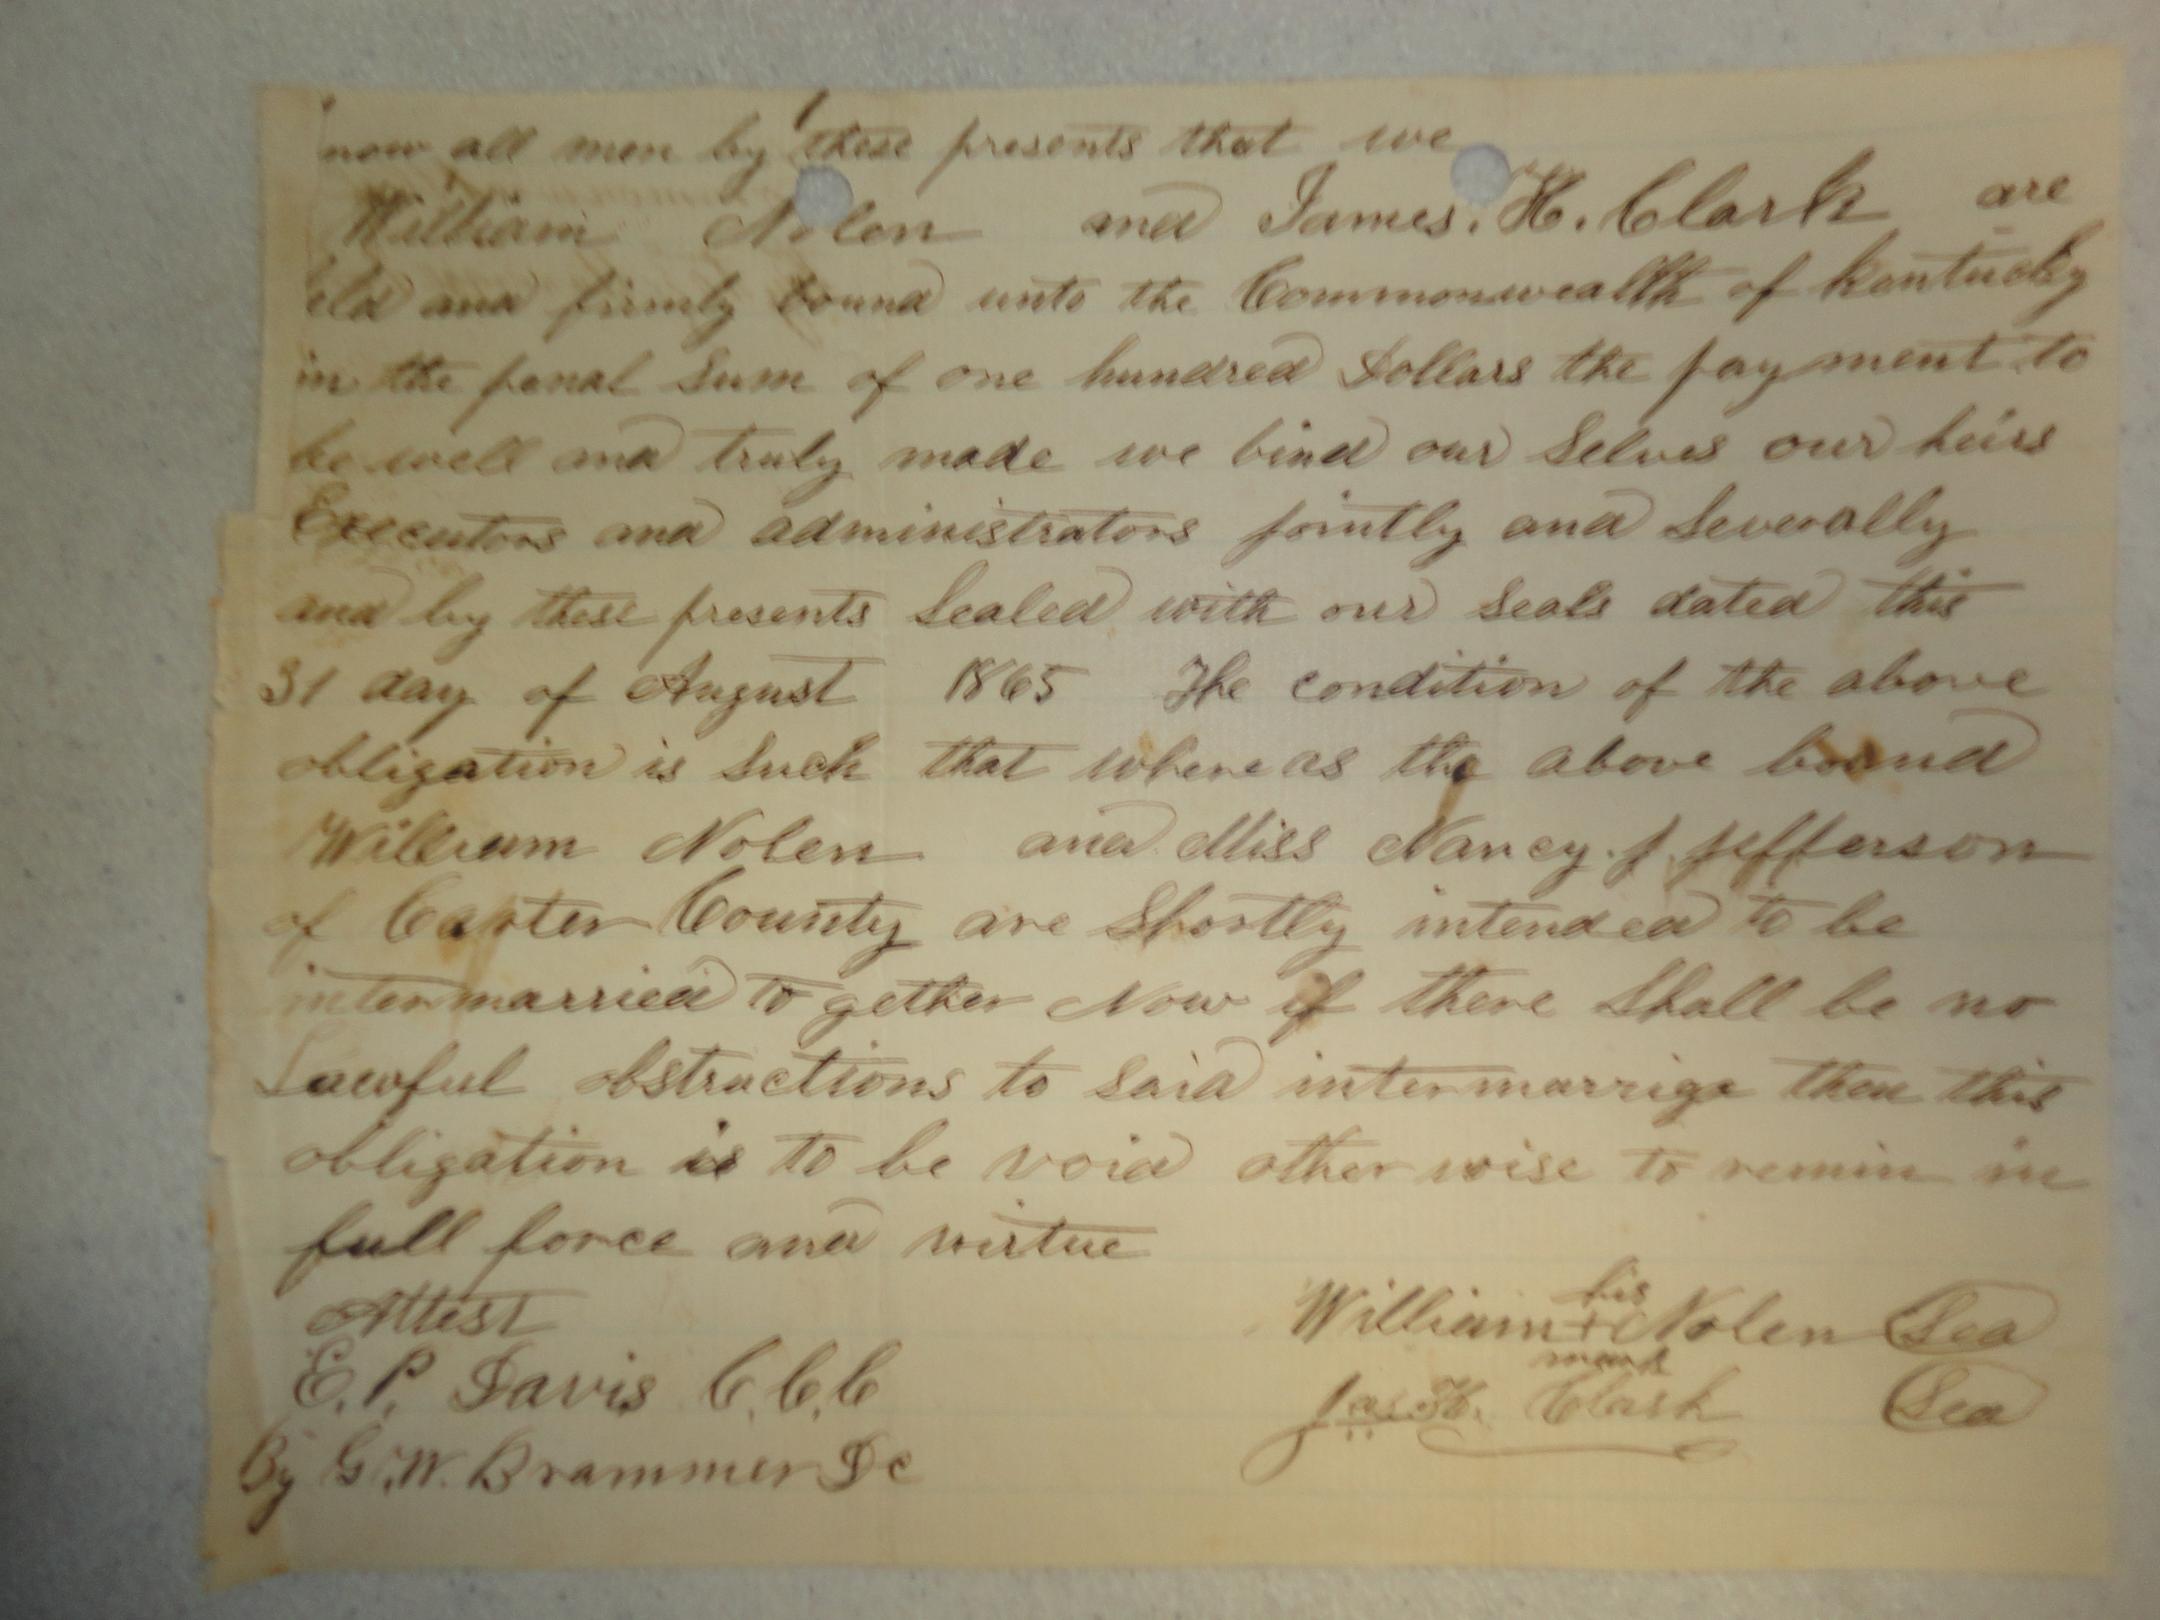 now all men by these presents that we
William Nolen and James. H. Clark are
eld and firmly bound unto the Commonwealth of Kentucky
in the penal Sum of one hundred Dollars the payment to
be well and truly made we bind our Selves our heirs
Executors and administrators jointly and Severally
and by these presents Sealed with our seals dated this
31 day of August 1865 The condition of the above
obligation is Such that where as the above bound
William Nolen and Miss Nancy. J Jefferson
of Carter County are Shortly intended to be
intermarried to gether Now if there Shall be no
Lawful obstructions to said intermarrige then this
obligation is to be void other wise to remin in
full force and virtue
Attest
his
William + Nolen Sea
mark
E. P. Davis C. C. C
Jas. H. Clark Sea
By G. W. Brammer Dc